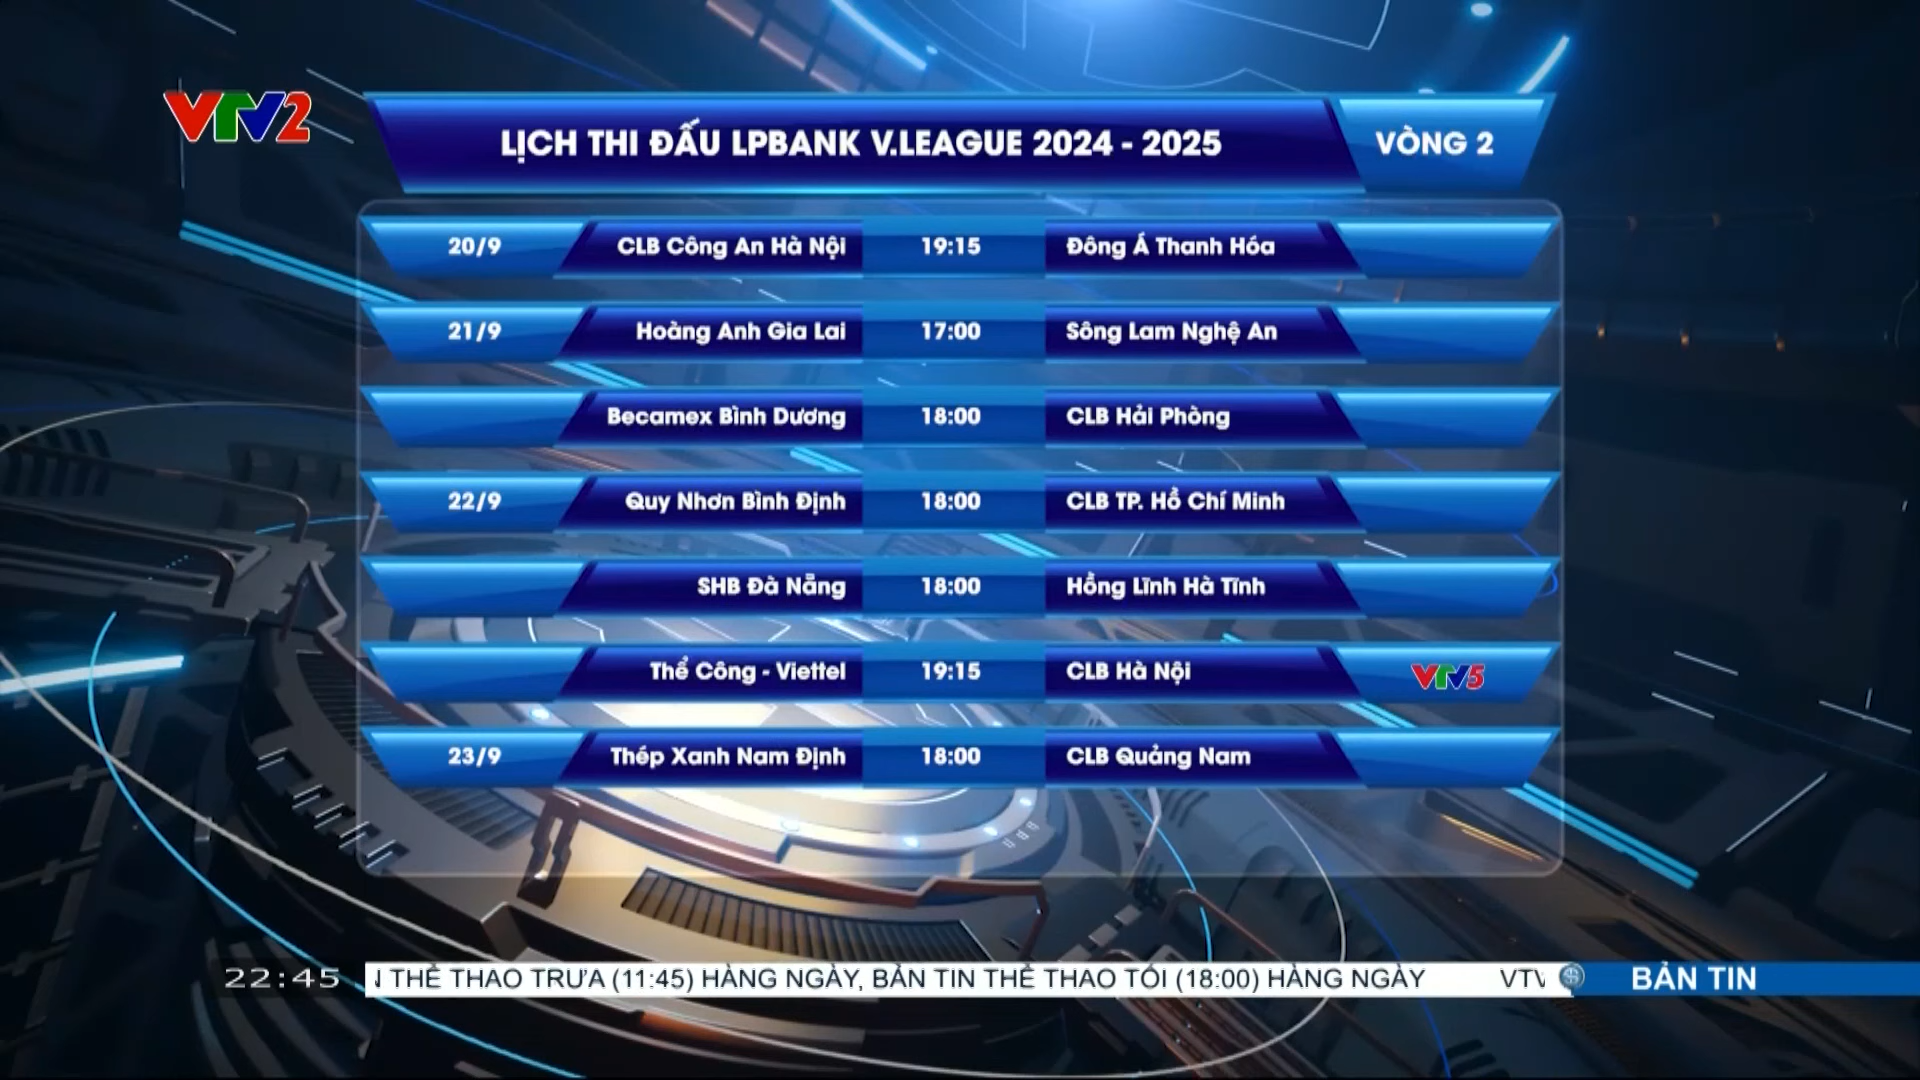 VTV2
LỊCH THI ĐẤU LPBANK V.LEAGUE 2024 - 2025 VÒNG 2
20/9 CLB Công An Hà Nội 19:15 Đông Á Thanh Hóa
21/9 Hoàng Anh Gia Lai 17:00 Sông Lam Nghệ An
Becamex Bình Dương 18:00 CLB Hải Phòng
22/9 Quy Nhơn Bình Định 18:00 CLB TP. Hồ Chí Minh
SHB Đà Nẵng 18:00 Hồng Lĩnh Hà Tĩnh
Thể Công - Viettel 19:15 CLB Hà Nội VTV5
23/9 Thép Xanh Nam Định 18:00 CLB Quảng Nam
22:45 THỂ THAO TRƯA (11:45) HÀNG NGÀY, BẢN TIN THỂ THAO TỐI (18:00) HÀNG NGÀY VTV BẢN TIN